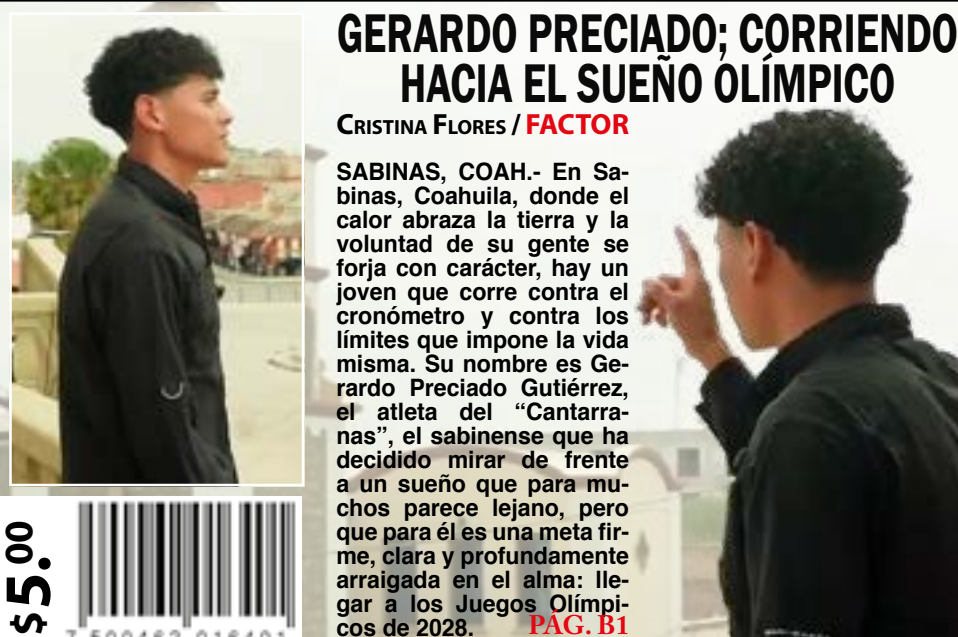 GERARDO PRECIADO; CORRIENDO
HACIA EL SUEÑO OLÍMPICO
CRISTINA FLORES / FACTOR
SABINAS, COAH.- En Sa-
binas, Coahuila, donde el
calor abraza la tierra y la
voluntad de su gente se
forja con carácter, hay un
joven que corre contra el
cronómetro y contra los
límites que impone la vida
misma. Su nombre es Ge-
rardo Preciado Gutiérrez,
el atleta del “Cantarra-
nas”, el sabinense que ha
decidido mirar de frente
a un sueño que para mu-
chos parece lejano, pero
que para él es una meta fir-
me, clara y profundamente
arraigada en el alma: lle-
gar a los Juegos Olímpi-
cos de 2028.
PÁG. B1
$5.00